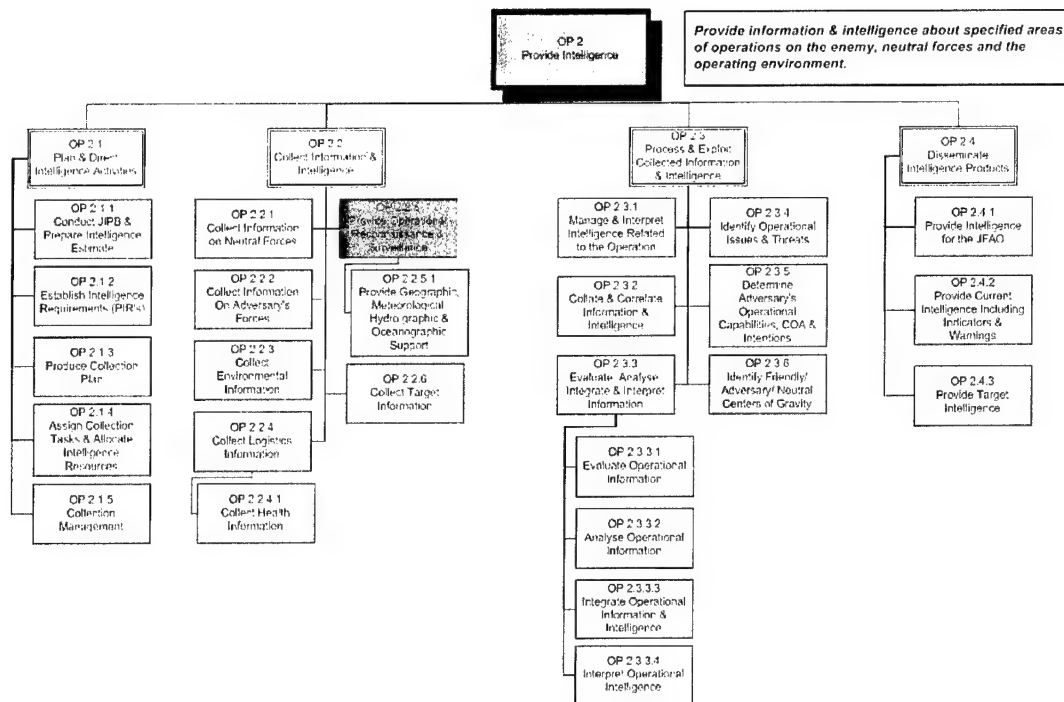 OP 2
Provide Intelligence
Provide information & intelligence about specified areas
of operations on the enemy, neutral forces and the
operating environment.
OP 2.1
Plan & Direct
Intelligence Activities
OP 2.1.1
Conduct JIPB &
Prepare Intelligence
Estimate
OP 2.1.2
Establish Intelligence
Requirements (PIR's)
OP 2.1.3
Produce Collection
Plan
OP 2.1.4
Assign Collection
Tasks & Allocate
Intelligence
Resources
OP 2.1.5
Collection
Management
OP 2.2
Collect Information &
Intelligence
OP 2.2.1
Collect Information
on Neutral Forces
OP 2.2.2
Collect Information
On Adversary's
Forces
OP 2.2.3
Collect
Environmental
Information
OP 2.2.4
Collect Logistics
Information
OP 2.2.4.1
Collect Health
Information
Provide Operational
Reconnaissance &
Surveillance
OP 2.2.5.1
Provide Geographic,
Meteorological
Hydrographic &
Oceanographic
Support
OP 2.2.6
Collect Target
Information
OP 2.3
Process & Exploit
Collected Information
& Intelligence
OP 2.3.1
Manage & Interpret
Intelligence Related
to the Operation
OP 2.3.2
Collate & Correlate
Information &
Intelligence
OP 2.3.3
Evaluate Analyse
Integrate & Interpret
Information
OP 2.3.3.1
Evaluate Operational
Information
OP 2.3.3.2
Analyse Operational
Information
OP 2.3.3.3
Integrate Operational
Information &
Intelligence
OP 2.3.3.4
Interpret Operational
Intelligence
OP 2.3.4
Identify Operational
Issues & Threats
OP 2.3.5
Determine
Adversary's
Operational
Capabilities, COA &
Intentions
OP 2.3.6
Identify Friendly/
Adversary/ Neutral
Centers of Gravity
OP 2.4
Disseminate
Intelligence Products
OP 2.4.1
Provide Intelligence
for the JFAO
OP 2.4.2
Provide Current
Intelligence Including
Indicators &
Warnings
OP 2.4.3
Provide Target
Intelligence